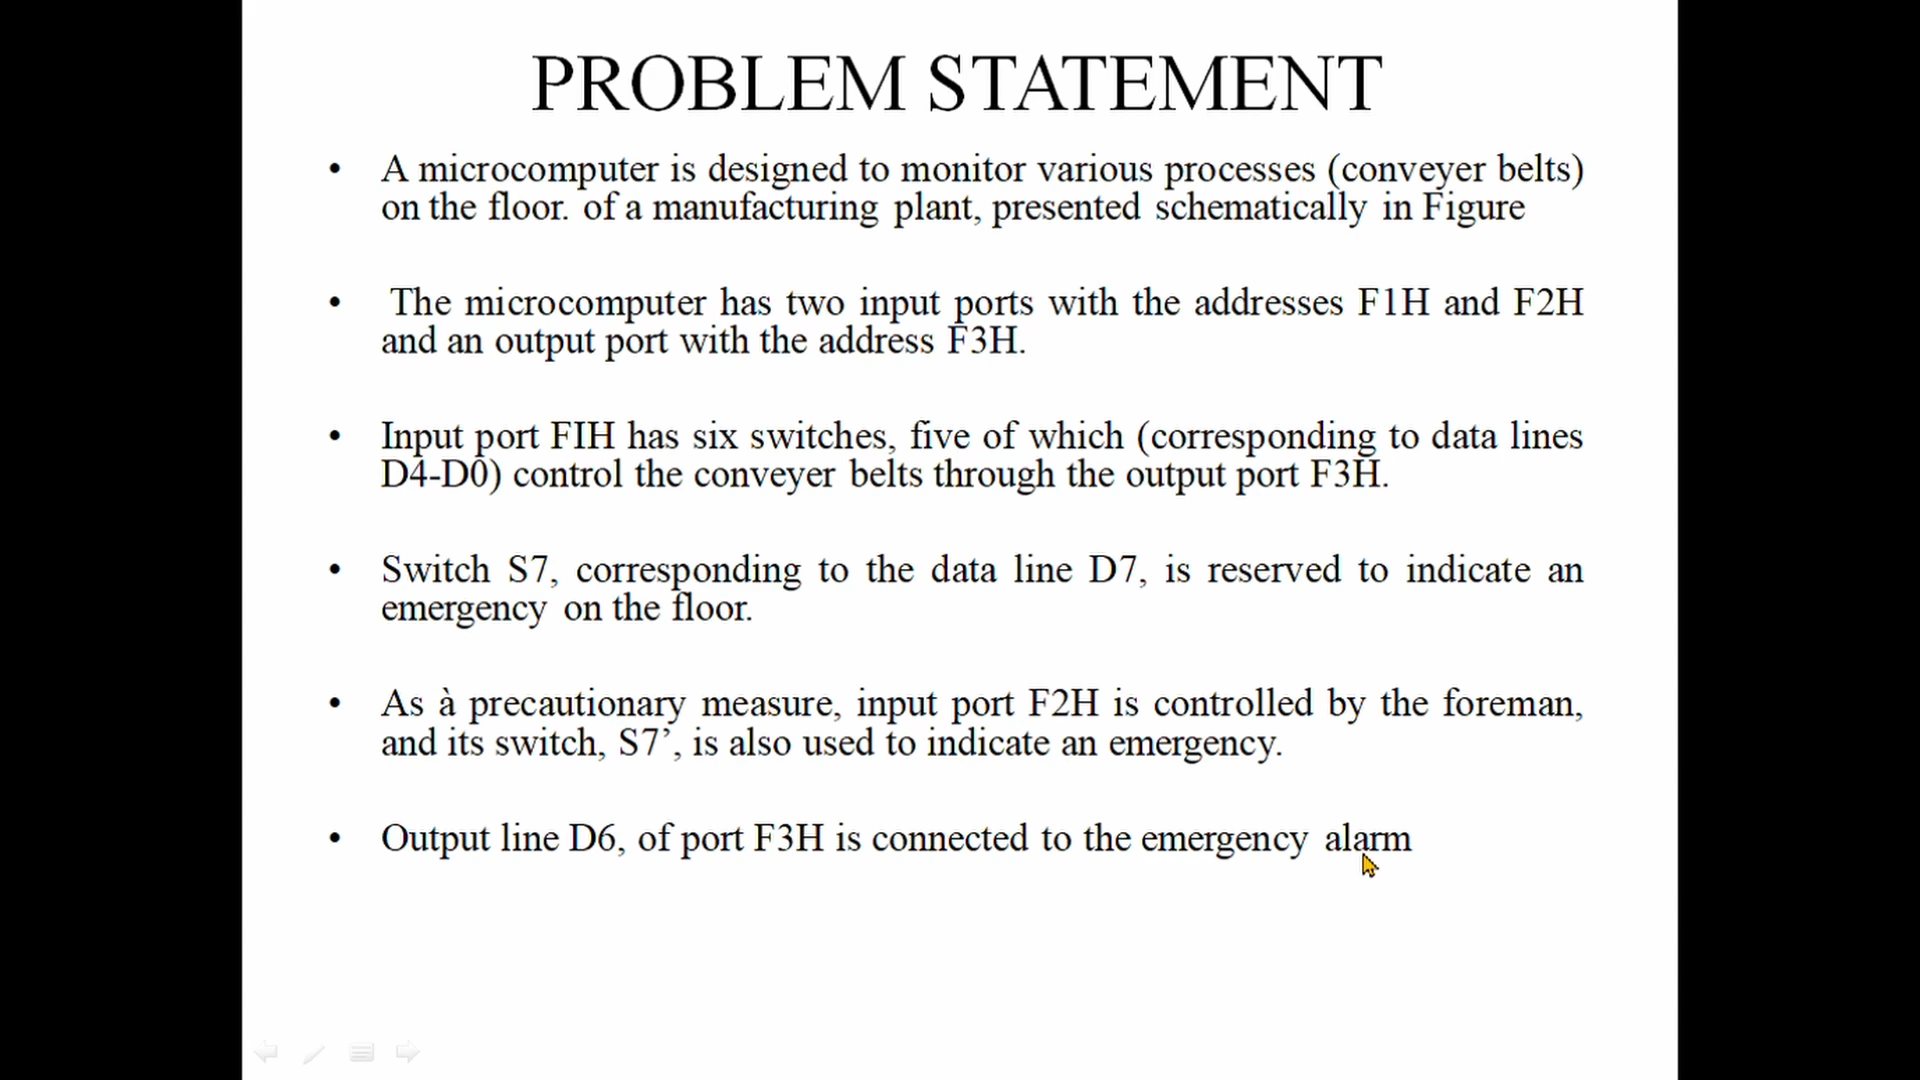 PROBLEM STATEMENT
• A microcomputer is designed to monitor various processes (conveyer belts)
on the floor. of a manufacturing plant, presented schematically in Figure
• The microcomputer has two input ports with the addresses F1H and F2H
and an output port with the address F3H.
• Input port FIH has six switches, five of which (corresponding to data lines
D4-D0) control the conveyer belts through the output port F3H.
• Switch S7, corresponding to the data line D7, is reserved to indicate an
emergency on the floor.
• As à precautionary measure, input port F2H is controlled by the foreman,
and its switch, S7’, is also used to indicate an emergency.
• Output line D6, of port F3H is connected to the emergency alarm